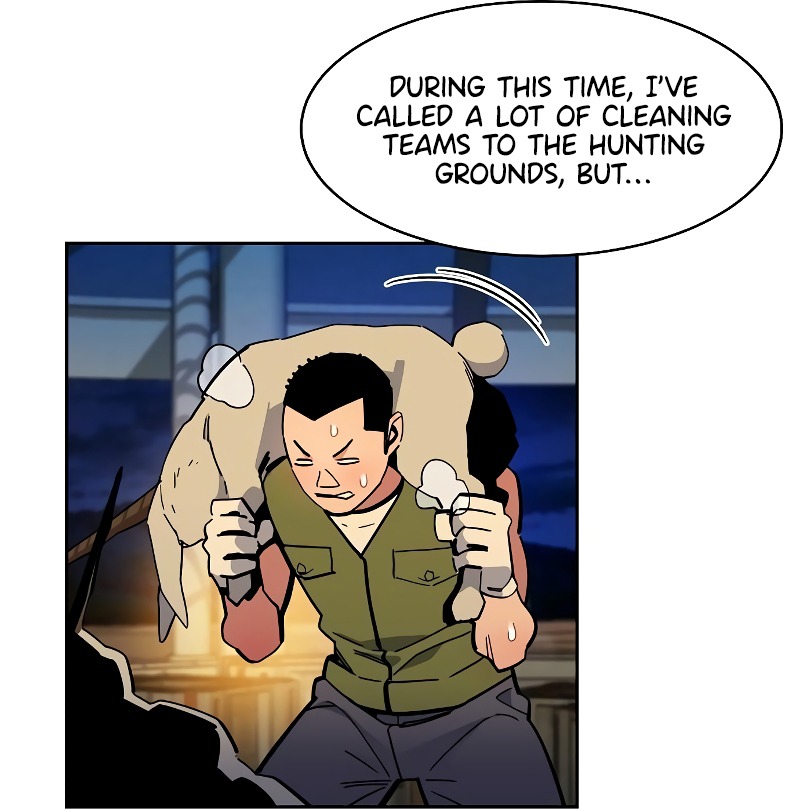 DURING THIS TIME, I'VE
CALLED A LOT OF CLEANING
TEAMS TO THE HUNTING
GROUNDS, BUT...